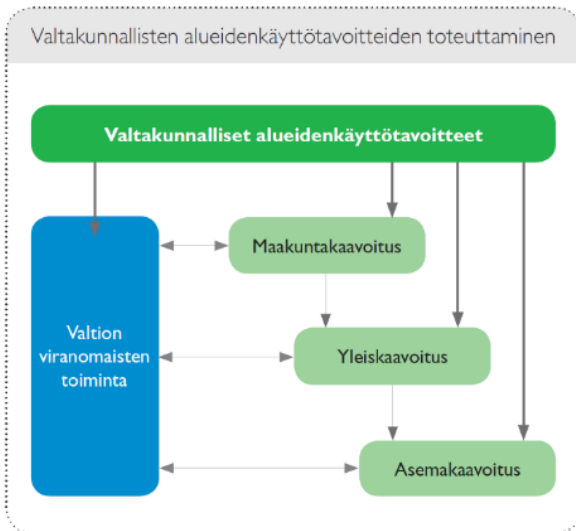 Valtakunnallisten alueidenkäyttötavoitteiden toteuttaminen
Valtakunnalliset alueidenkäyttötavoitteet
Maakuntakaavoitus
Valtion
viranomaisten
toiminta
Yleiskaavoitus
Asemakaavoitus